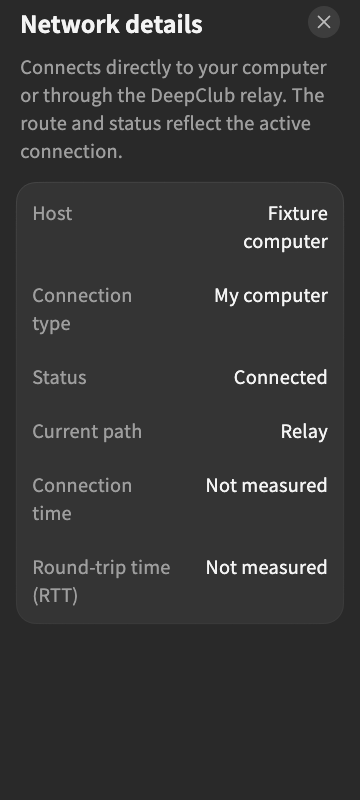 Network details
Connects directly to your computer
or through the DeepClub relay. The
route and status reflect the active
connection.
Host
Fixture
computer
Connection
type
My computer
Status
Connected
Current path
Relay
Connection
time
Not measured
Round-trip time
(RTT)
Not measured